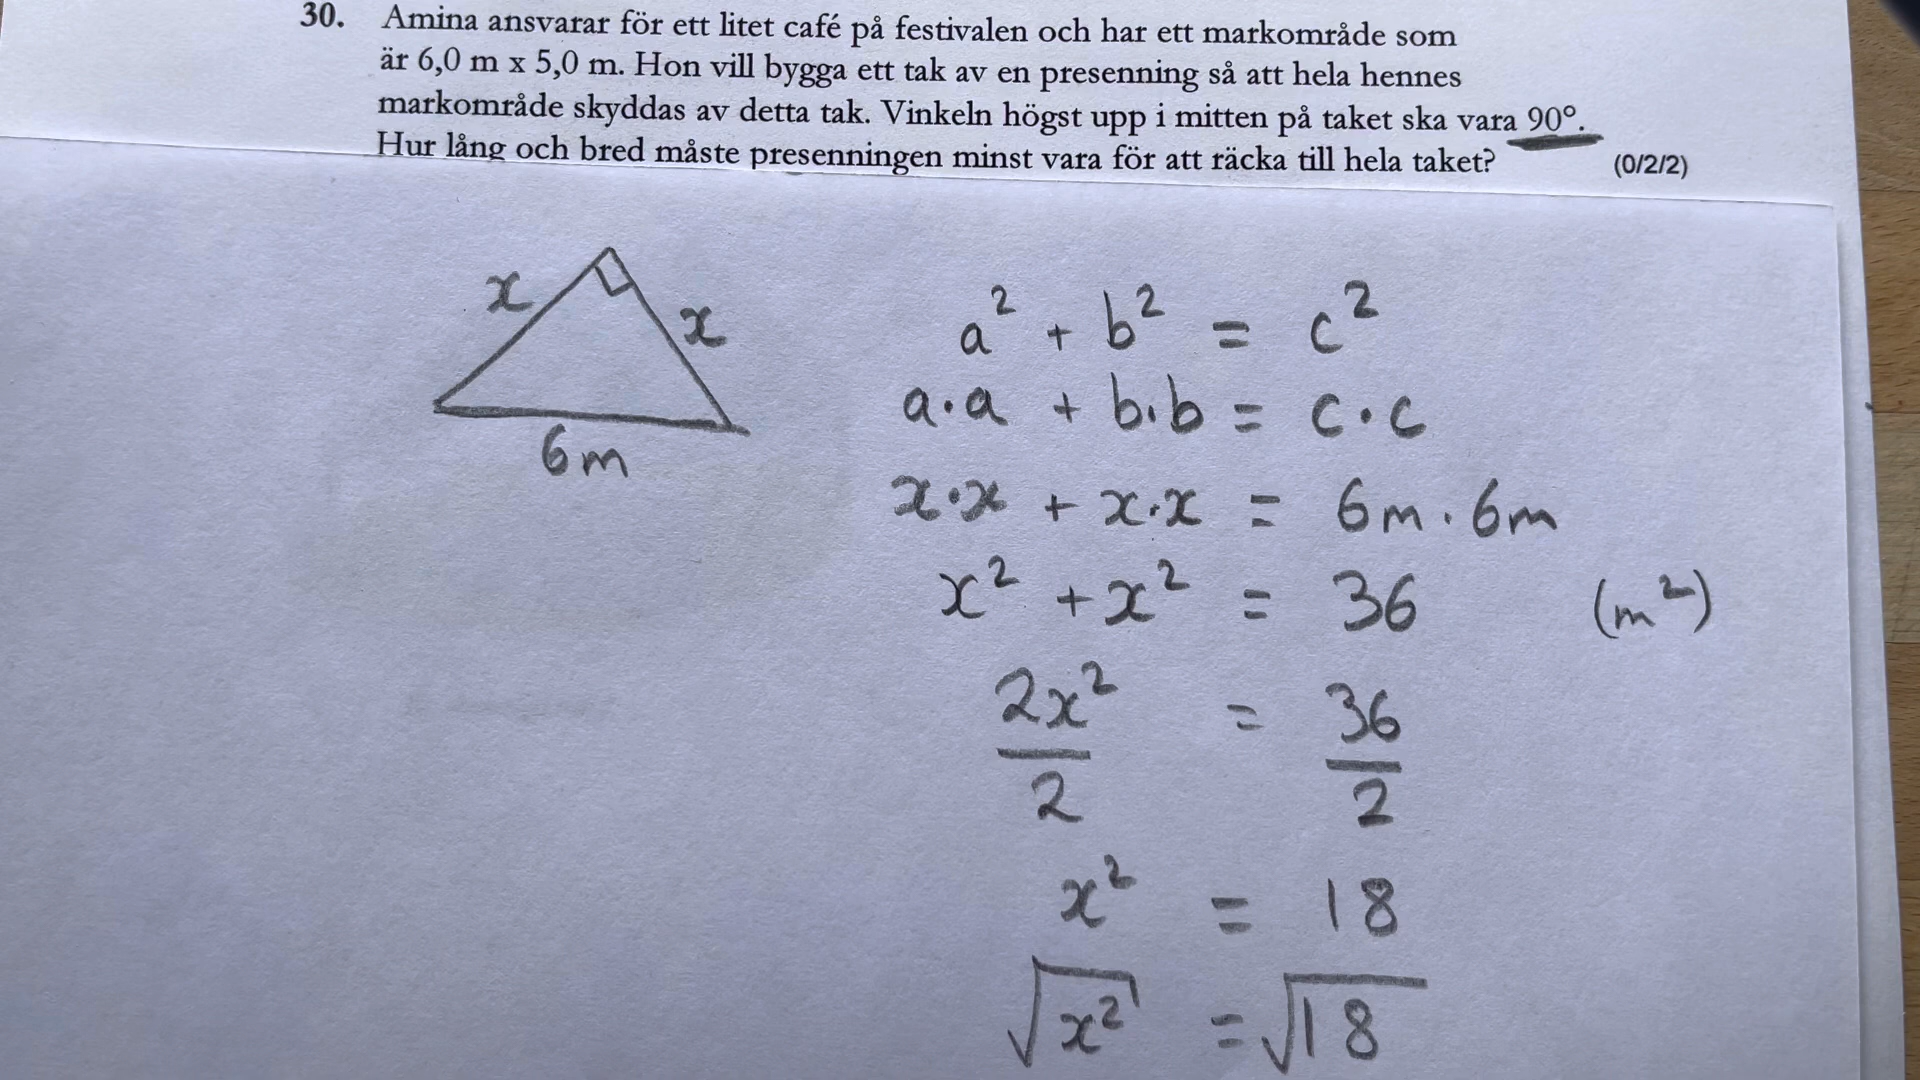 30. Amina ansvarar för ett litet café på festivalen och har ett markområde som
är 6,0 m x 5,0 m. Hon vill bygga ett tak av en presenning så att hela hennes
markområde skyddas av detta tak. Vinkeln högst upp i mitten på taket ska vara 90°.
Hur lång och bred måste presenningen minst vara för att räcka till hela taket? (0/2/2)
x
x
6m
a² + b² = c²
a·a + b·b = c·c
x·x + x·x = 6m · 6m
x² + x² = 36 (m²)
2x²/2 = 36/2
x² = 18
√x² = √18